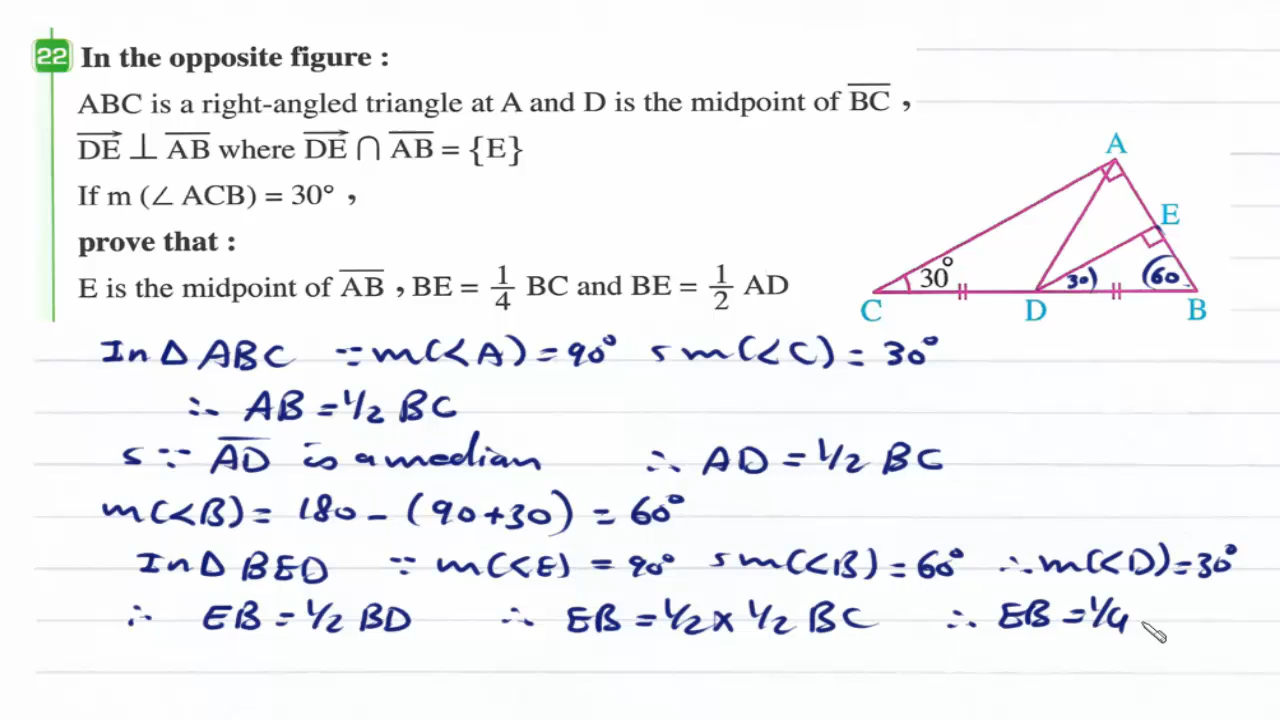 22 In the opposite figure :
ABC is a right-angled triangle at A and D is the midpoint of BC ,
DE ⊥ AB where DE ∩ AB = {E}
If m (∠ ACB) = 30° ,
prove that :
E is the midpoint of AB , BE = 1/4 BC and BE = 1/2 AD
A
E
30°
30)
(60
C
D
B
In Δ ABC ∵ m(<A) = 90° , m(<C) = 30°
∴ AB = 1/2 BC
, ∵ AD is a median ∴ AD = 1/2 BC
m(<B) = 180 - (90+30) = 60°
In Δ BED ∵ m(<E) = 90° , m(<B) = 60° ∴ m(<D) = 30°
∴ EB = 1/2 BD ∴ EB = 1/2 x 1/2 BC ∴ EB = 1/4